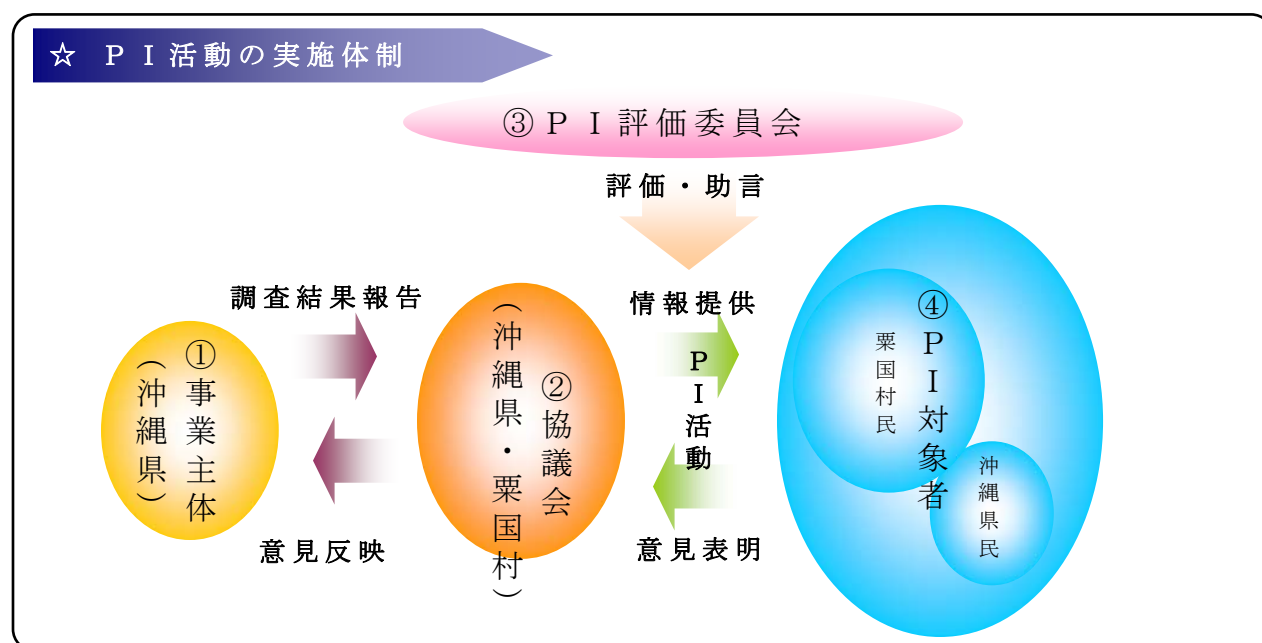 ☆ ＰＩ活動の実施体制
③ＰＩ評価委員会
評価・助言
調査結果報告
情報提供
①事業主体
（沖縄県）
②協議会
（沖縄県・粟国村）
ＰＩ活動
④ＰＩ対象者
粟国村民
沖縄県民
意見反映
意見表明